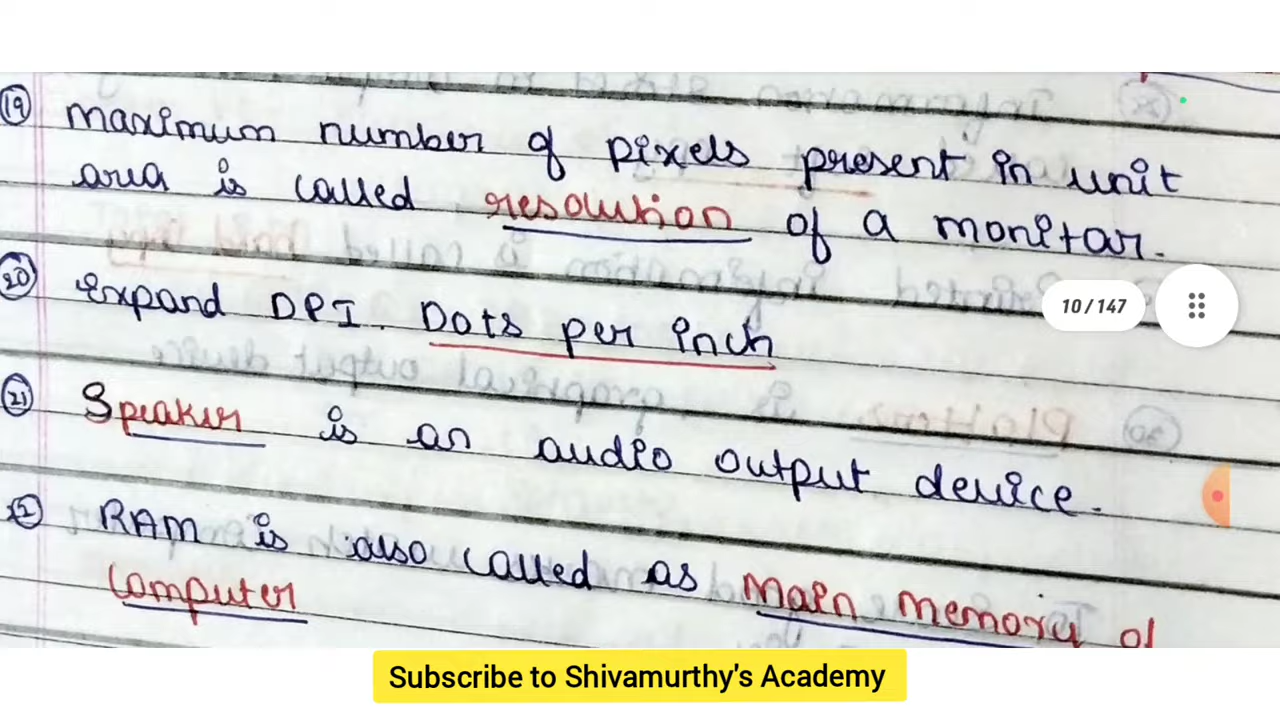 19 Maximum number of pixels present in unit
area is called resolution of a monitar.
20 Expand DPI. Dots per inch
10/147
21 Speaker is an audio output device.
RAM is also called as Main Memory of
Computer
Subscribe to Shivamurthy's Academy